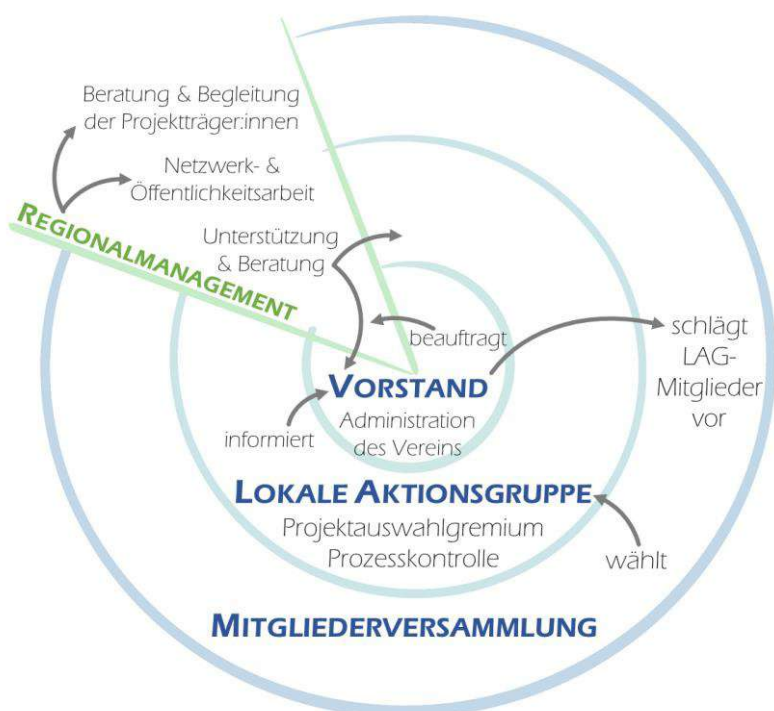 Beratung & Begleitung
der Projektträger:innen
Netzwerk- &
Öffentlichkeitsarbeit
REGIONALMANAGEMENT
Unterstützung
& Beratung
beauftragt
schlägt
LAG-
Mitglieder
vor
VORSTAND
Administration
des Vereins
informiert
LOKALE AKTIONSGRUPPE
Projektauswahlgremium
Prozesskontrolle
wählt
MITGLIEDERVERSAMMLUNG